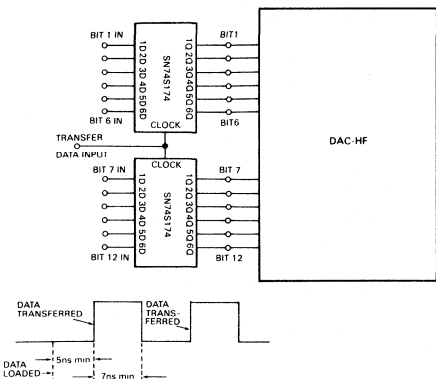 BIT 1 IN
1D 2D 3D 4D 5D 6D
SN74S174
1Q 2Q 3Q 4Q 5Q 6Q
BIT1
BIT 6 IN
CLOCK
BIT6
TRANSFER
DATA INPUT
DAC-HF
CLOCK
BIT 7 IN
1D 2D 3D 4D 5D 6D
SN74S174
1Q 2Q 3Q 4Q 5Q 6Q
BIT 7
BIT 12 IN
BIT 12
DATA
TRANSFERRED
DATA
TRANS-
FERRED
DATA
LOADED
5ns min
7ns min